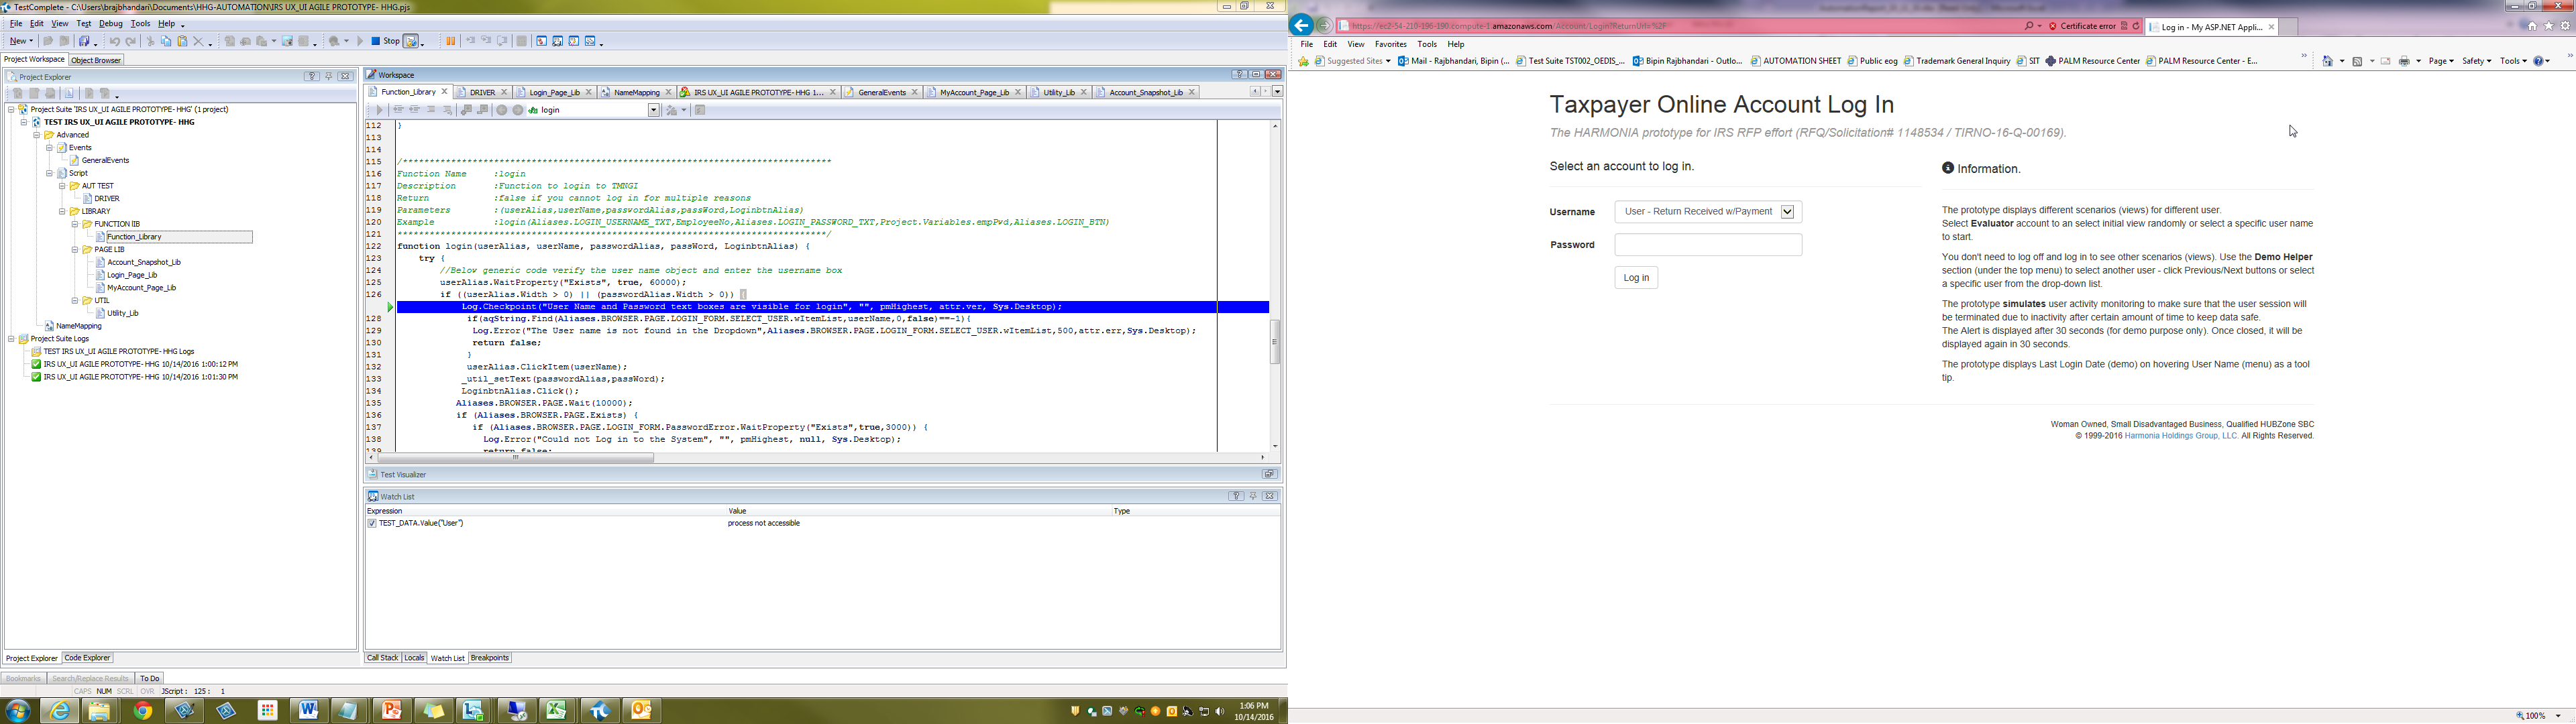 TestComplete - C:\Users\brajbhandari\Documents\HHG-AUTOMATION\IRS UX_UI AGILE PROTOTYPE- HHG.pjs
File Edit View Test Debug Tools Help
New Stop
Project Workspace Object Browser
Project Explorer
Project Suite 'IRS UX_UI AGILE PROTOTYPE- HHG' (1 project)
TEST IRS UX_UI AGILE PROTOTYPE- HHG
Advanced
Events
GeneralEvents
Script
AUT TEST
DRIVER
LIBRARY
FUNCTION lIB
Function_Library
PAGE LIB
Account_Snapshot_Lib
Login_Page_Lib
MyAccount_Page_Lib
UTIL
Utility_Lib
NameMapping
Project Suite Logs
TEST IRS UX_UI AGILE PROTOTYPE- HHG Logs
IRS UX_UI AGILE PROTOTYPE- HHG 10/14/2016 1:00:12 PM
IRS UX_UI AGILE PROTOTYPE- HHG 10/14/2016 1:01:30 PM
Project Explorer Code Explorer
Bookmarks Search/Replace Results To Do
CAPS NUM SCRL OVR JScript : 125 : 1
Workspace
Function_Library DRIVER Login_Page_Lib NameMapping IRS UX_UI AGILE PROTOTYPE- HHG 1... GeneralEvents MyAccount_Page_Lib Utility_Lib Account_Snapshot_Lib
login
112 }
113
114
115 /********************************************************************************
116 Function Name :login
117 Description :Function to login to TMNGI
118 Return :false if you cannot log in for multiple reasons
119 Parameters :(userAlias,userName,passwordAlias,passWord,LoginbtnAlias)
120 Example :login(Aliases.LOGIN_USERNAME_TXT,EmployeeNo,Aliases.LOGIN_PASSWORD_TXT,Project.Variables.empPwd,Aliases.LOGIN_BTN)
121 ********************************************************************************/
122 function login(userAlias, userName, passwordAlias, passWord, LoginbtnAlias) {
123 try {
124 //Below generic code verify the user name object and enter the username box
125 userAlias.WaitProperty("Exists", true, 60000);
126 if ((userAlias.Width > 0) || (passwordAlias.Width > 0)) {
Log.Checkpoint("User Name and Password text boxes are visible for login", "", pmHighest, attr.ver, Sys.Desktop);
128 if(aqString.Find(Aliases.BROWSER.PAGE.LOGIN_FORM.SELECT_USER.wItemList,userName,0,false)==-1){
129 Log.Error("The User name is not found in the Dropdown",Aliases.BROWSER.PAGE.LOGIN_FORM.SELECT_USER.wItemList,500,attr.err,Sys.Desktop);
130 return false;
131 }
132 userAlias.ClickItem(userName);
133 _util_setText(passwordAlias,passWord);
134 LoginbtnAlias.Click();
135 Aliases.BROWSER.PAGE.Wait(10000);
136 if (Aliases.BROWSER.PAGE.Exists) {
137 if (Aliases.BROWSER.PAGE.LOGIN_FORM.PasswordError.WaitProperty("Exists",true,3000)) {
138 Log.Error("Could not Log in to the System", "", pmHighest, null, Sys.Desktop);
139 return false;
Test Visualizer
Watch List
Expression Value Type
TEST_DATA.Value("User") process not accessible
Call Stack Locals Watch List Breakpoints
1:06 PM
10/14/2016
https://ec2-54-210-196-190.compute-1.amazonaws.com/Account/Login?ReturnUrl=%2F Certificate error Log in - My ASP.NET Appli...
File Edit View Favorites Tools Help
Suggested Sites Mail - Rajbhandari, Bipin (... Test Suite TST002_OEDIS_... Bipin Rajbhandari - Outlo... AUTOMATION SHEET Public eog Trademark General Inquiry SIT PALM Resource Center PALM Resource Center - E... Page Safety Tools
Taxpayer Online Account Log In
The HARMONIA prototype for IRS RFP effort (RFQ/Solicitation# 1148534 / TIRNO-16-Q-00169).
Select an account to log in.
Username User - Return Received w/Payment
Password
Log in
Information.
The prototype displays different scenarios (views) for different user.
Select Evaluator account to an select initial view randomly or select a specific user name
to start.
You don't need to log off and log in to see other scenarios (views). Use the Demo Helper
section (under the top menu) to select another user - click Previous/Next buttons or select
a specific user from the drop-down list.
The prototype simulates user activity monitoring to make sure that the user session will
be terminated due to inactivity after certain amount of time to keep data safe.
The Alert is displayed after 30 seconds (for demo purpose only). Once closed, it will be
displayed again in 30 seconds.
The prototype displays Last Login Date (demo) on hovering User Name (menu) as a tool
tip.
Woman Owned, Small Disadvantaged Business, Qualified HUBZone SBC
© 1999-2016 Harmonia Holdings Group, LLC. All Rights Reserved.
100%